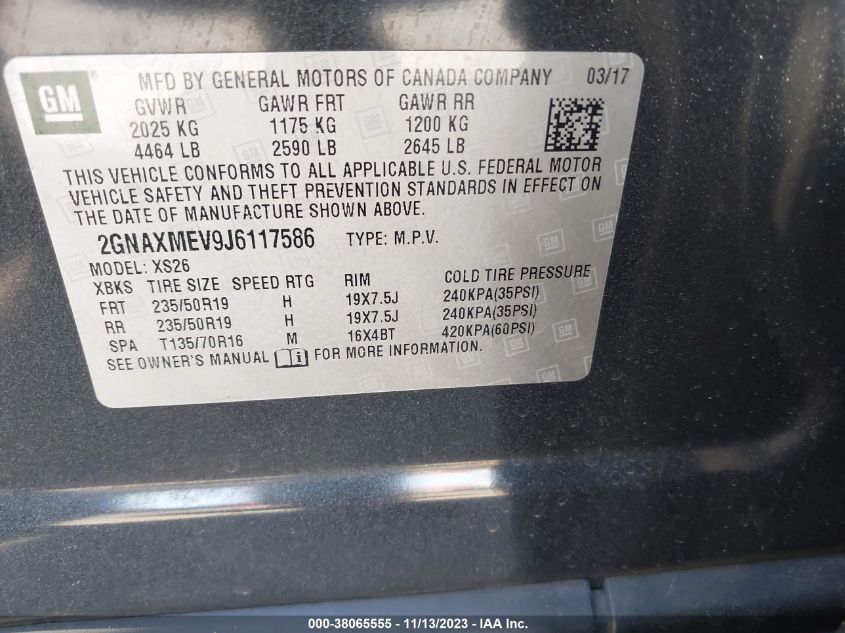 GM
MFD BY GENERAL MOTORS OF CANADA COMPANY 03/17
GVWR GAWR FRT GAWR RR
2025 KG 1175 KG 1200 KG
4464 LB 2590 LB 2645 LB
THIS VEHICLE CONFORMS TO ALL APPLICABLE U.S. FEDERAL MOTOR
VEHICLE SAFETY AND THEFT PREVENTION STANDARDS IN EFFECT ON
THE DATE OF MANUFACTURE SHOWN ABOVE.
2GNAXMEV9J6117586 TYPE: M.P.V.
MODEL: XS26
XBKS TIRE SIZE SPEED RTG RIM COLD TIRE PRESSURE
FRT 235/50R19 H 19X7.5J 240KPA(35PSI)
RR 235/50R19 H 19X7.5J 240KPA(35PSI)
SPA T135/70R16 M 16X4BT 420KPA(60PSI)
SEE OWNER'S MANUAL i FOR MORE INFORMATION.
000-38065555 - 11/13/2023 - IAA Inc.